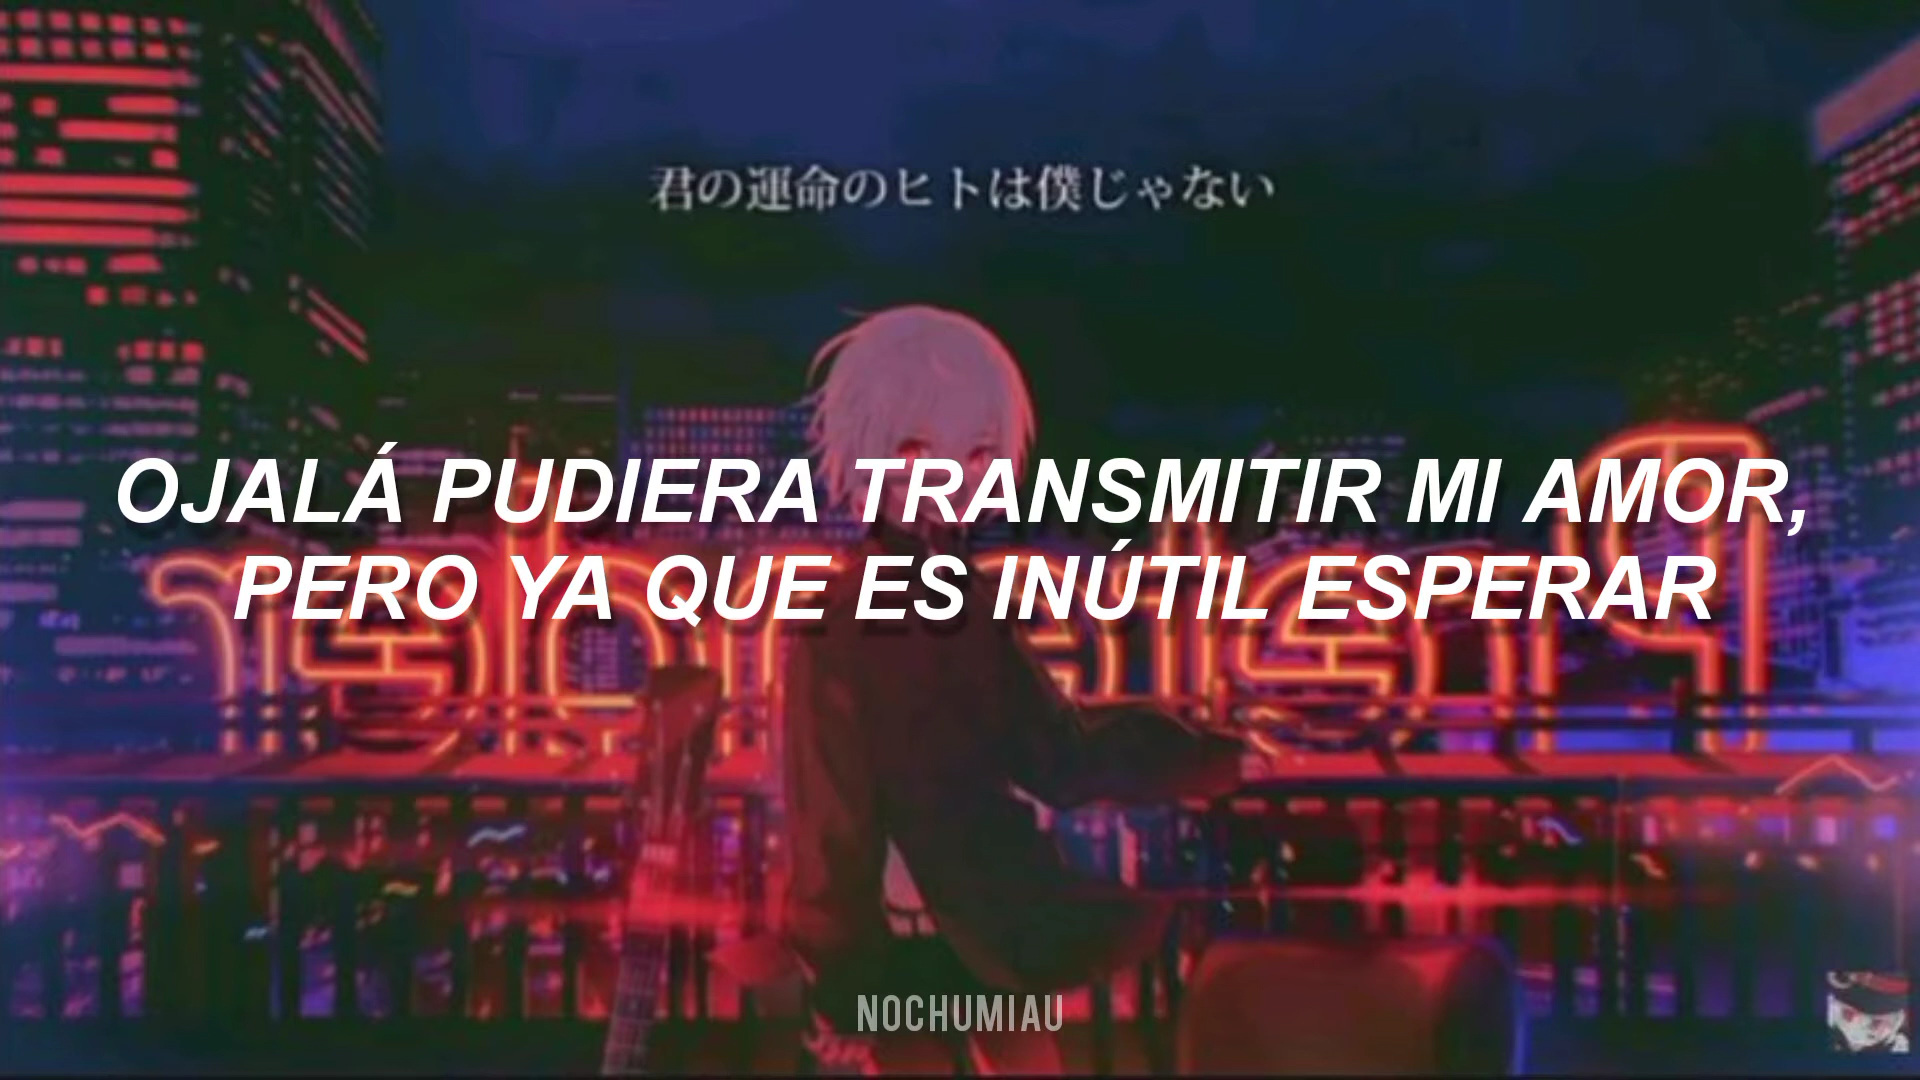 君の運命のヒトは僕じゃない
OJALÁ PUDIERA TRANSMITIR MI AMOR,
PERO YA QUE ES INÚTIL ESPERAR
NOCHUMIAU